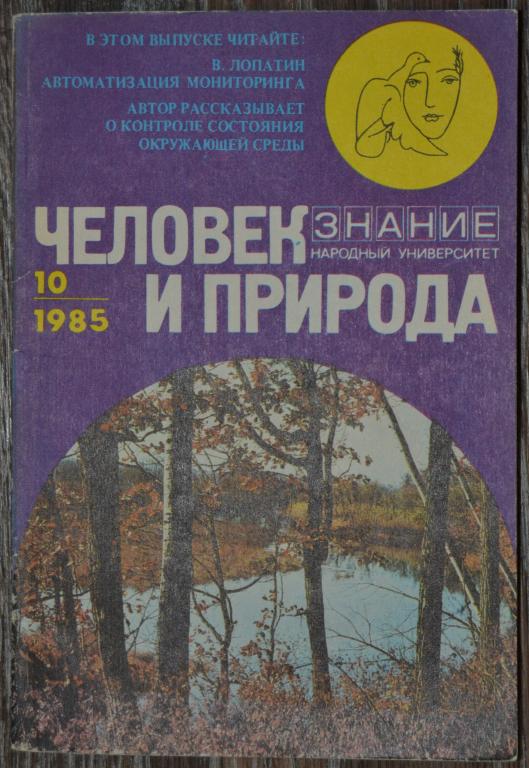 В ЭТОМ ВЫПУСКЕ ЧИТАЙТЕ:
В. ЛОПАТИН
АВТОМАТИЗАЦИЯ МОНИТОРИНГА
АВТОР РАССКАЗЫВАЕТ
О КОНТРОЛЕ СОСТОЯНИЯ
ОКРУЖАЮЩЕЙ СРЕДЫ
ЗНАНИЕ
НАРОДНЫЙ УНИВЕРСИТЕТ
ЧЕЛОВЕК
И ПРИРОДА
10
1985